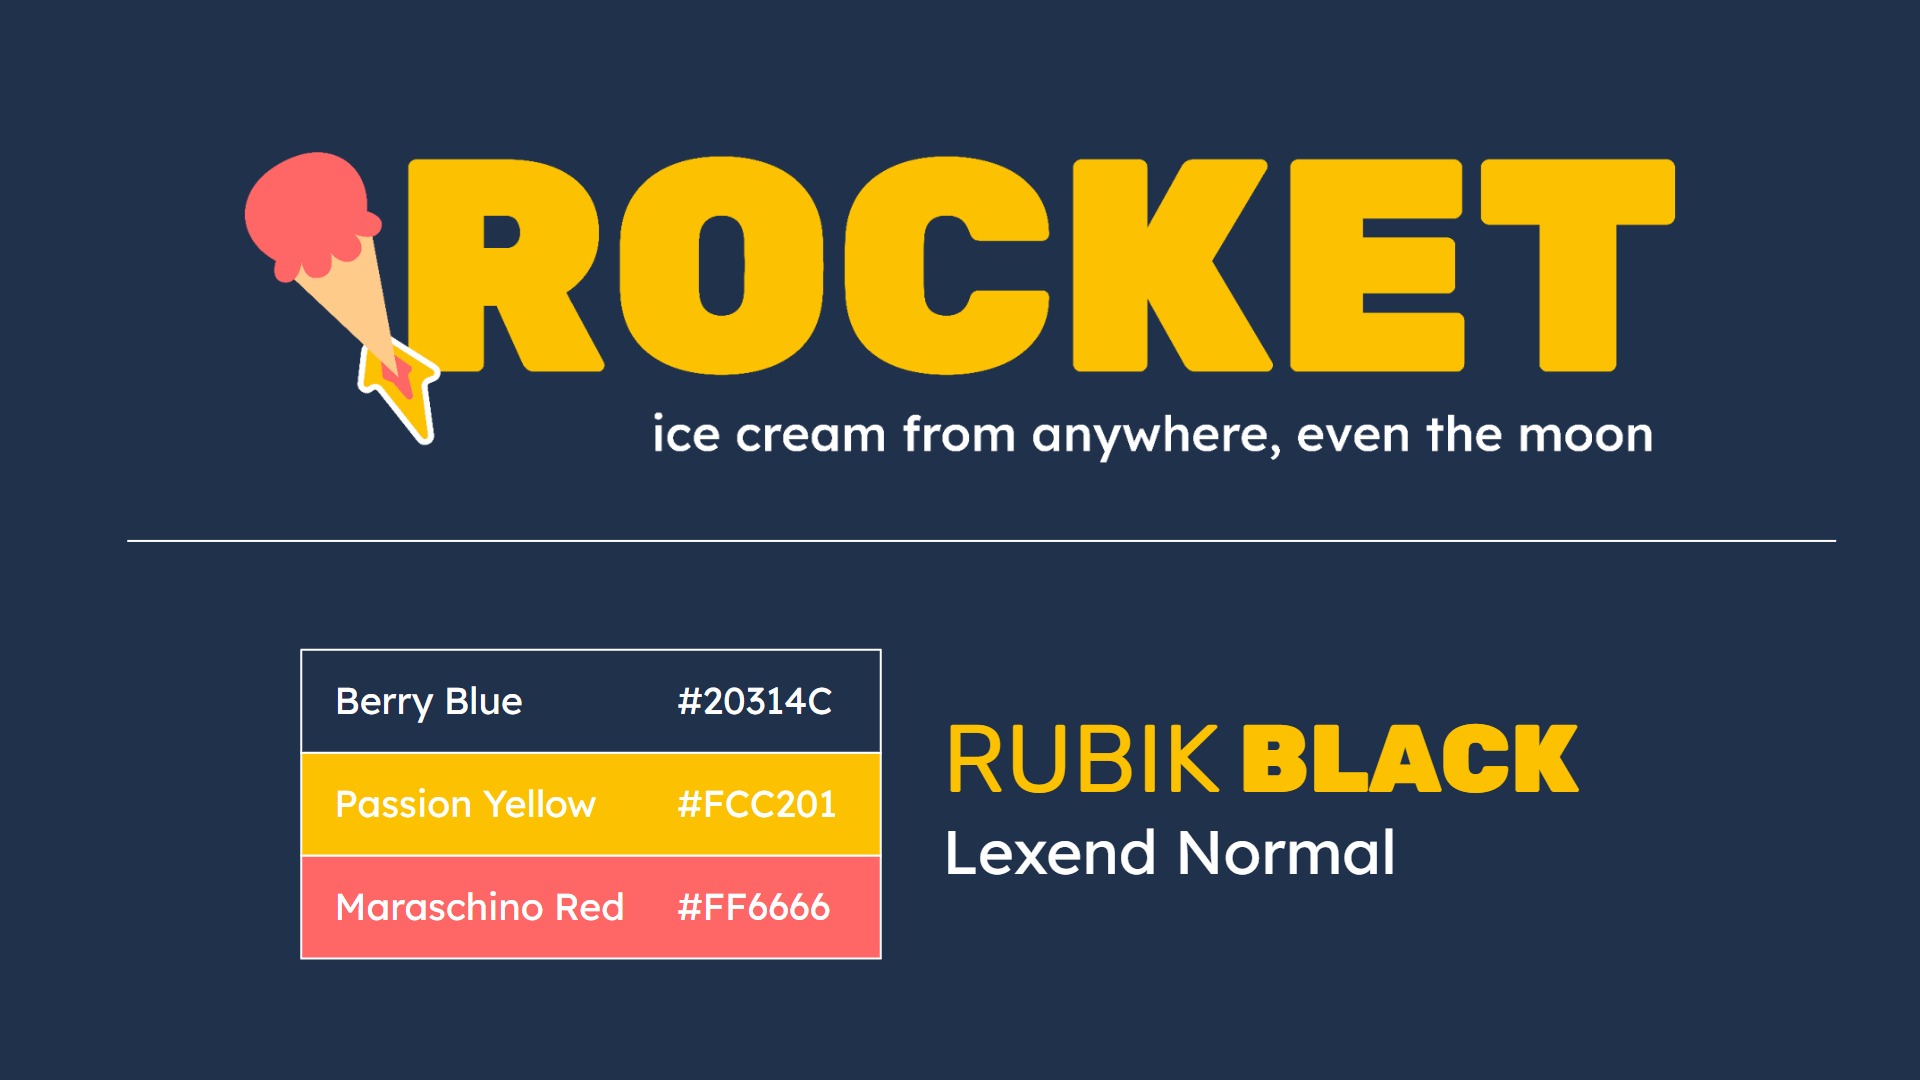 ROCKET
ice cream from anywhere, even the moon
Berry Blue #20314C
Passion Yellow #FCC201
Maraschino Red #FF6666
RUBIK BLACK
Lexend Normal